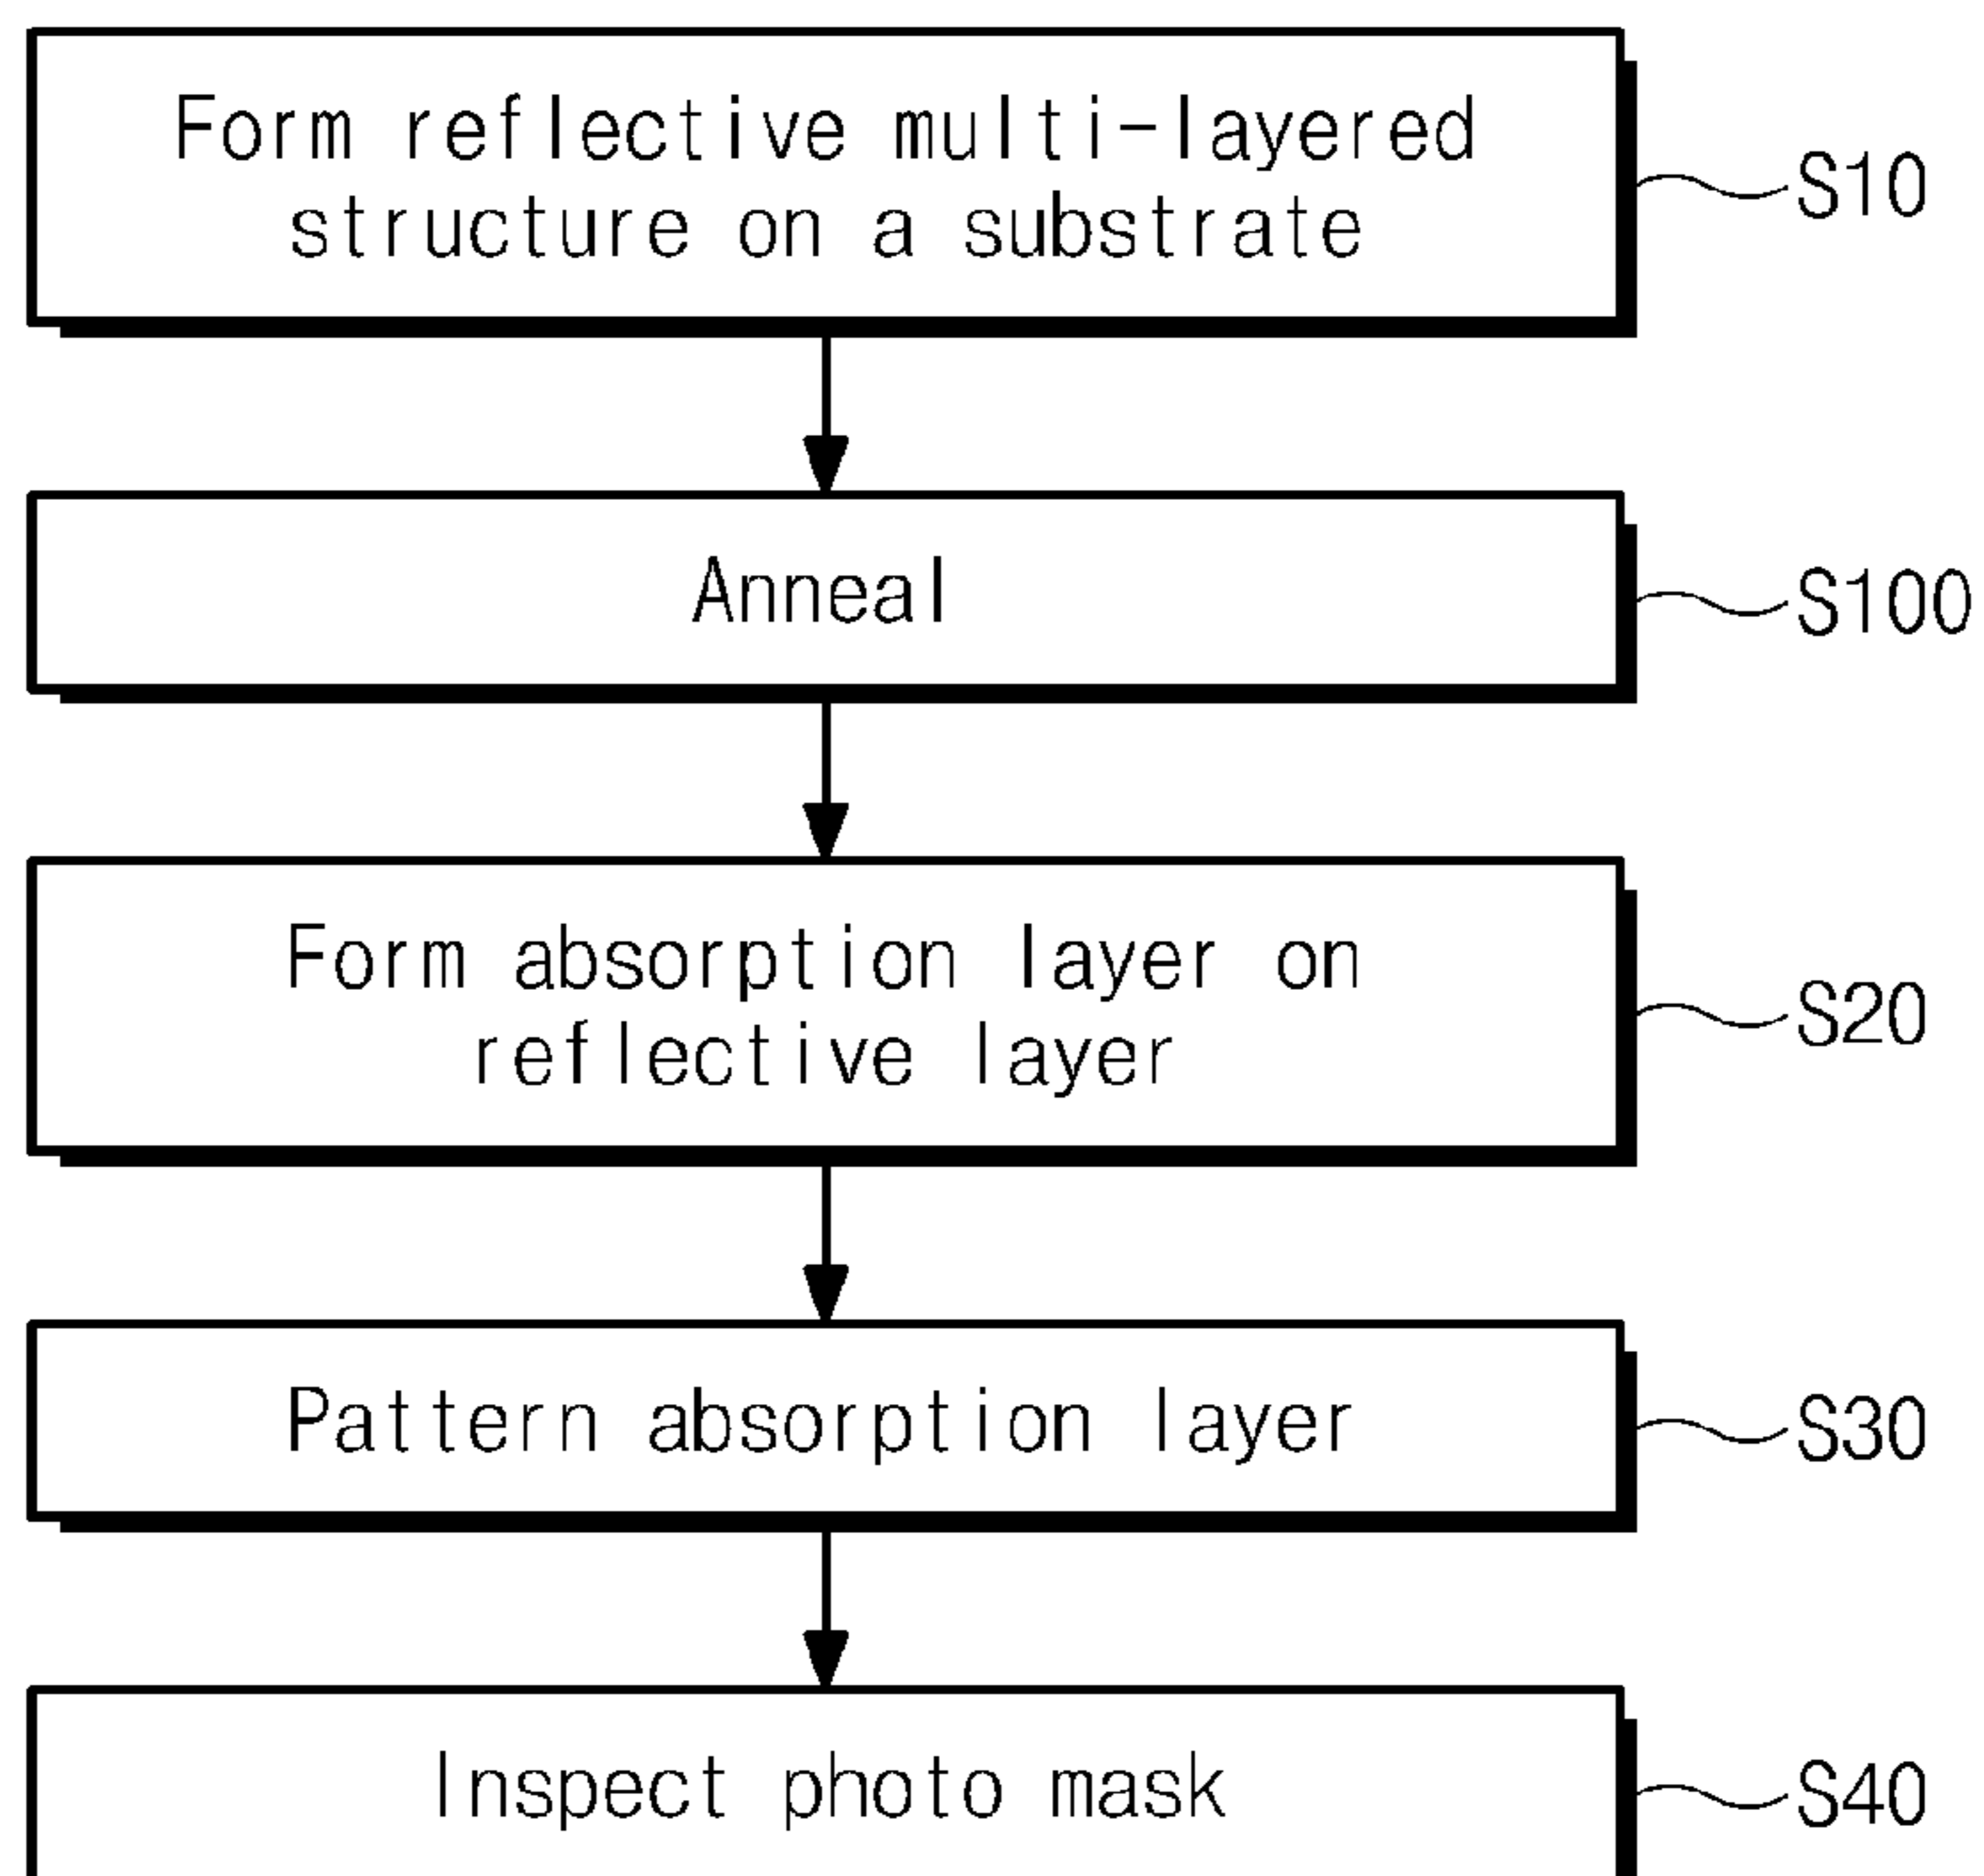 Form reflective multi-layered
structure on a substrate
S10
Anneal
S100
Form absorption layer on
reflective layer
S20
Pattern absorption layer
S30
Inspect photo mask
S40